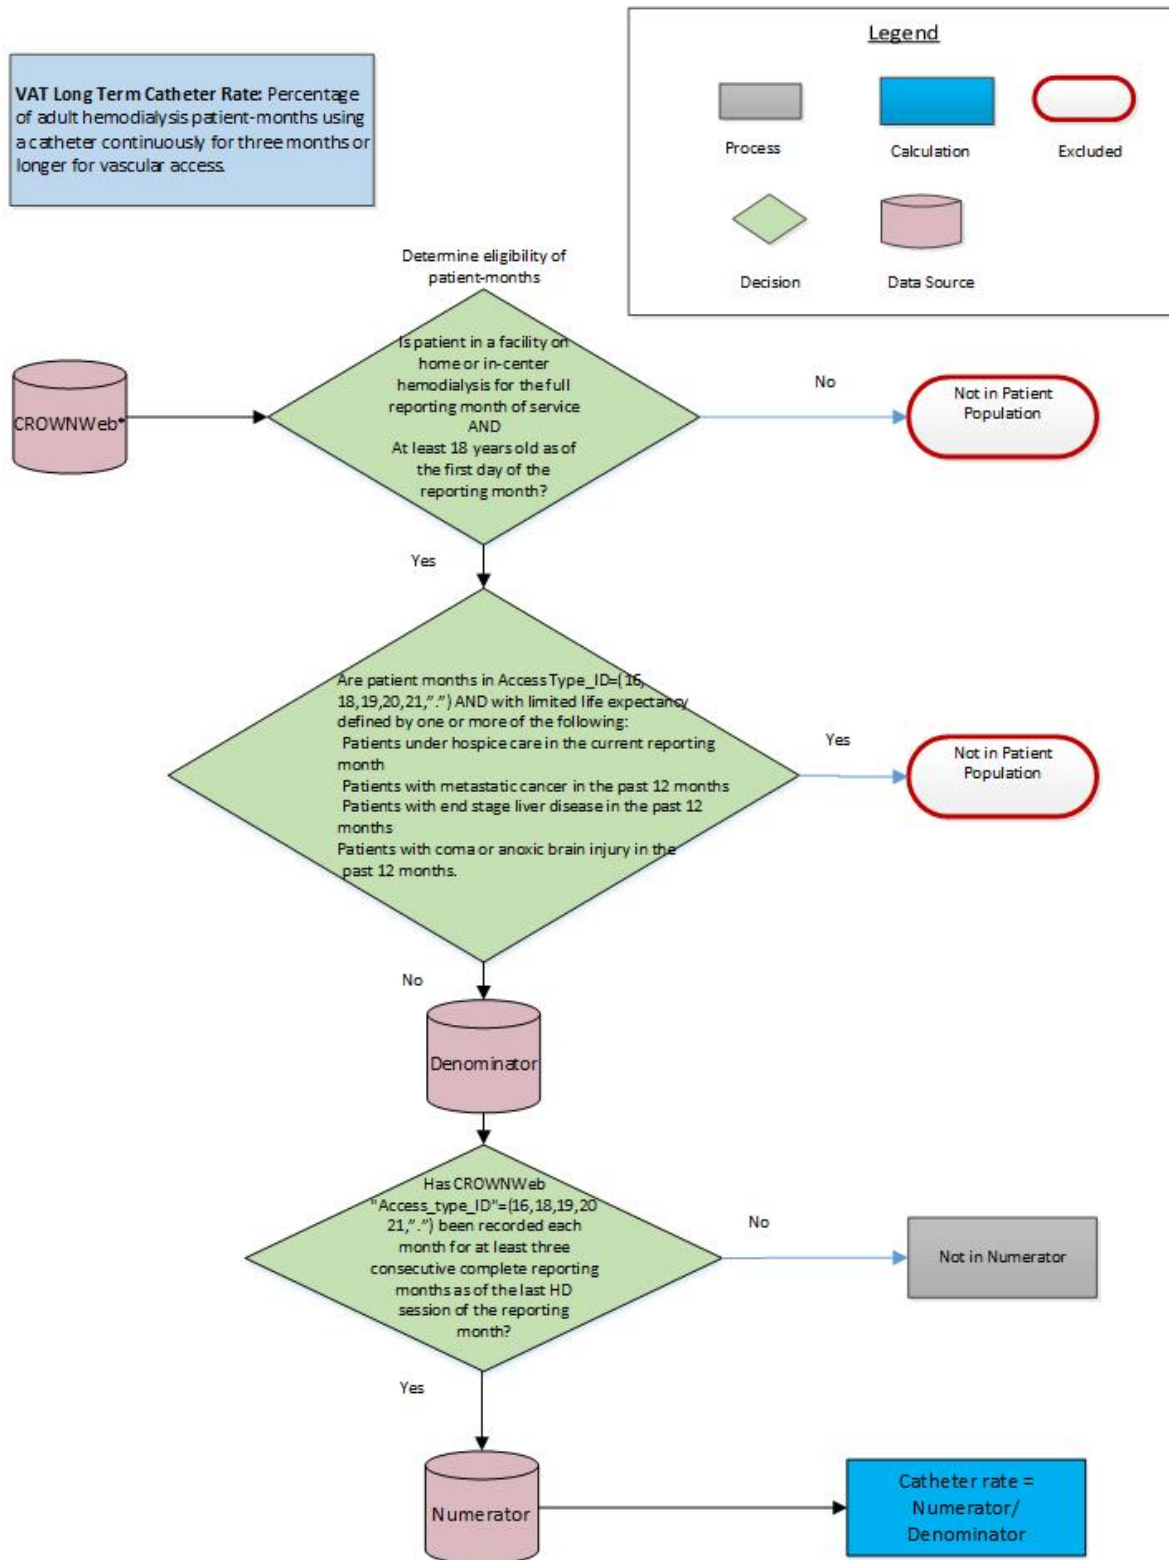 Legend
VAT Long Term Catheter Rate: Percentage
of adult hemodialysis patient-months using
a catheter continuously for three months or
longer for vascular access.
Process
Calculation
Excluded
Decision
Data Source
Determine eligibility of
patient-months
CROWNWeb*
Is patient in a facility on
home or in-center
hemodialysis for the full
reporting month of service
AND
At least 18 years old as of
the first day of the
reporting month?
No
Not in Patient
Population
Yes
Are patient months in Access Type_ID=(16,
18,19,20,21,".") AND with limited life expectancy
defined by one or more of the following:
Patients under hospice care in the current reporting
month
Patients with metastatic cancer in the past 12 months
Patients with end stage liver disease in the past 12
months
Patients with coma or anoxic brain injury in the
past 12 months.
Yes
Not in Patient
Population
No
Denominator
Has CROWNWeb
"Access_type_ID"=(16,18,19,20
21,".") been recorded each
month for at least three
consecutive complete reporting
months as of the last HD
session of the reporting
month?
No
Not in Numerator
Yes
Numerator
Catheter rate =
Numerator/
Denominator